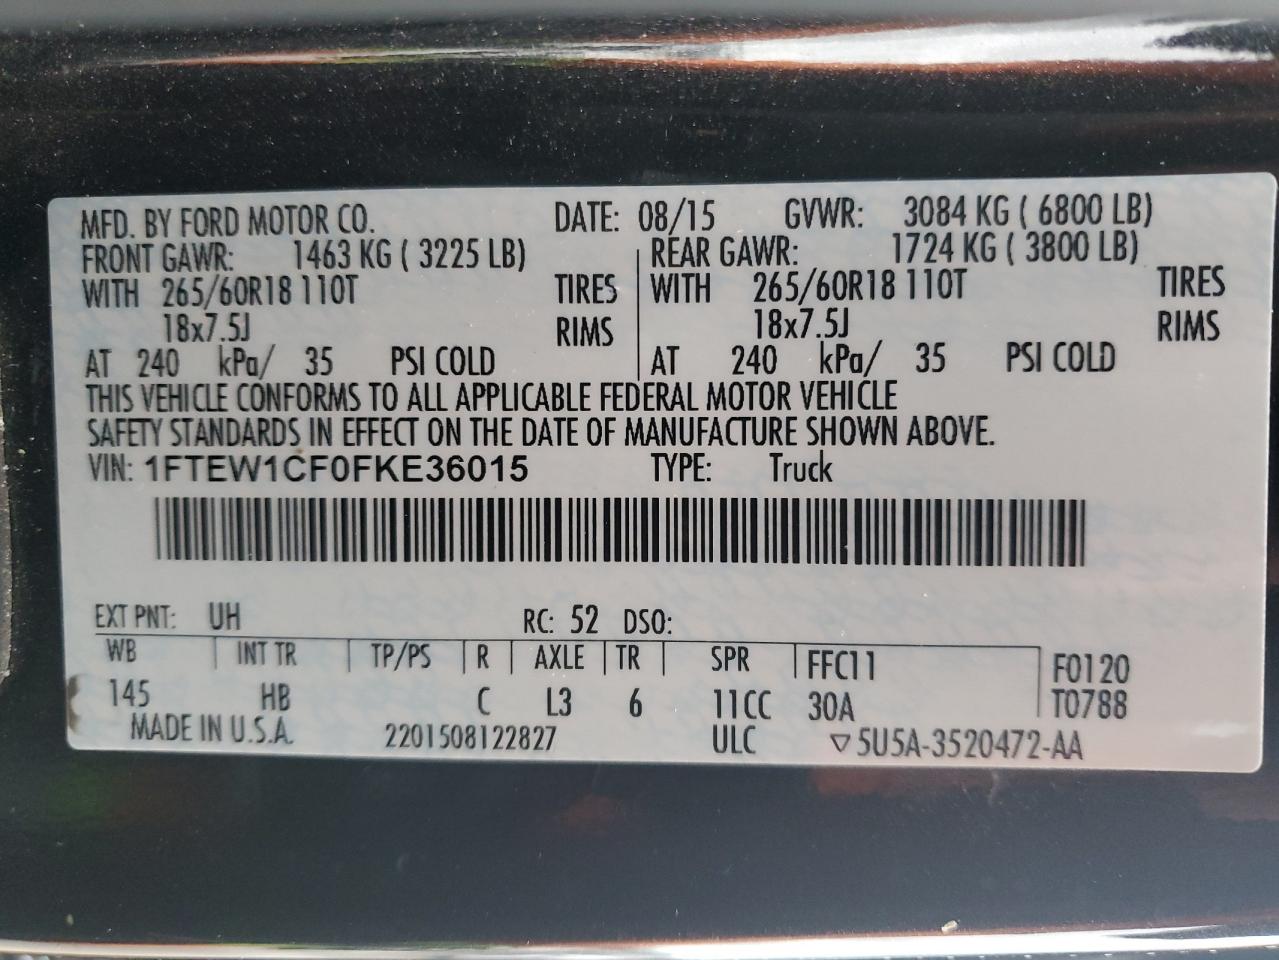 MFD. BY FORD MOTOR CO. DATE: 08/15 GVWR: 3084 KG ( 6800 LB)
FRONT GAWR: 1463 KG ( 3225 LB) REAR GAWR: 1724 KG ( 3800 LB)
WITH 265/60R18 110T TIRES WITH 265/60R18 110T TIRES
18x7.5J RIMS 18x7.5J RIMS
AT 240 kPa/ 35 PSI COLD AT 240 kPa/ 35 PSI COLD
THIS VEHICLE CONFORMS TO ALL APPLICABLE FEDERAL MOTOR VEHICLE
SAFETY STANDARDS IN EFFECT ON THE DATE OF MANUFACTURE SHOWN ABOVE.
VIN: 1FTEW1CF0FKE36015 TYPE: Truck
EXT PNT: UH RC: 52 DSO:
WB INT TR TP/PS R AXLE TR SPR FFC11 F0120
145 HB C L3 6 11CC 30A T0788
MADE IN U.S.A. 2201508122827 ULC ▽5U5A-3520472-AA